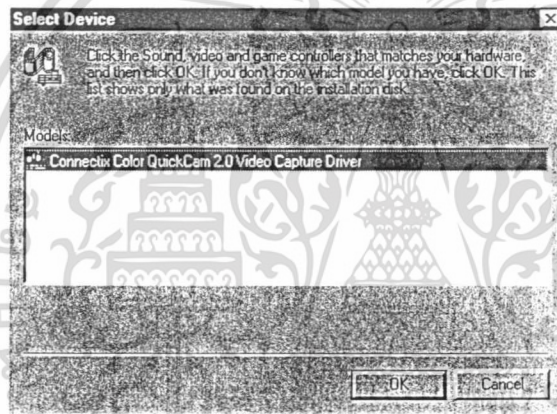 Select Device
Click the Sound, video and game controllers that matches your hardware,
and then click OK. If you don't know which model you have, click OK. This
list shows only what was found on the installation disk.
Models:
Connectix Color QuickCam 2.0 Video Capture Driver
OK
Cancel